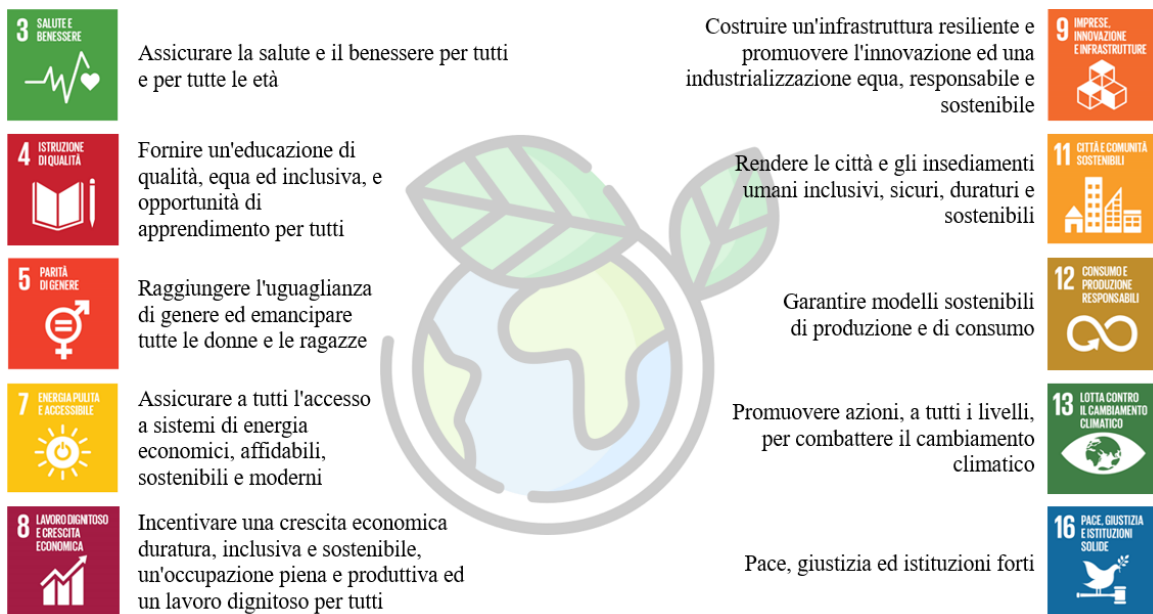 3 SALUTE E
BENESSERE
Assicurare la salute e il benessere per tutti
e per tutte le età
4 ISTRUZIONE
DI QUALITÀ
Fornire un'educazione di
qualità, equa ed inclusiva, e
opportunità di
apprendimento per tutti
5 PARITÀ
DI GENERE
Raggiungere l'uguaglianza
di genere ed emancipare
tutte le donne e le ragazze
7 ENERGIA PULITA
E ACCESSIBILE
Assicurare a tutti l'accesso
a sistemi di energia
economici, affidabili,
sostenibili e moderni
8 LAVORO DIGNITOSO
E CRESCITA
ECONOMICA
Incentivare una crescita economica
duratura, inclusiva e sostenibile,
un'occupazione piena e produttiva ed
un lavoro dignitoso per tutti
Costruire un'infrastruttura resiliente e
promuovere l'innovazione ed una
industrializzazione equa, responsabile e
sostenibile
9 IMPRESE,
INNOVAZIONE
E INFRASTRUTTURE
Rendere le città e gli insediamenti
umani inclusivi, sicuri, duraturi e
sostenibili
11 CITTÀ E COMUNITÀ
SOSTENIBILI
Garantire modelli sostenibili
di produzione e di consumo
12 CONSUMO E
PRODUZIONE
RESPONSABILI
Promuovere azioni, a tutti i livelli,
per combattere il cambiamento
climatico
13 LOTTA CONTRO
IL CAMBIAMENTO
CLIMATICO
Pace, giustizia ed istituzioni forti
16 PACE, GIUSTIZIA
E ISTITUZIONI
SOLIDE